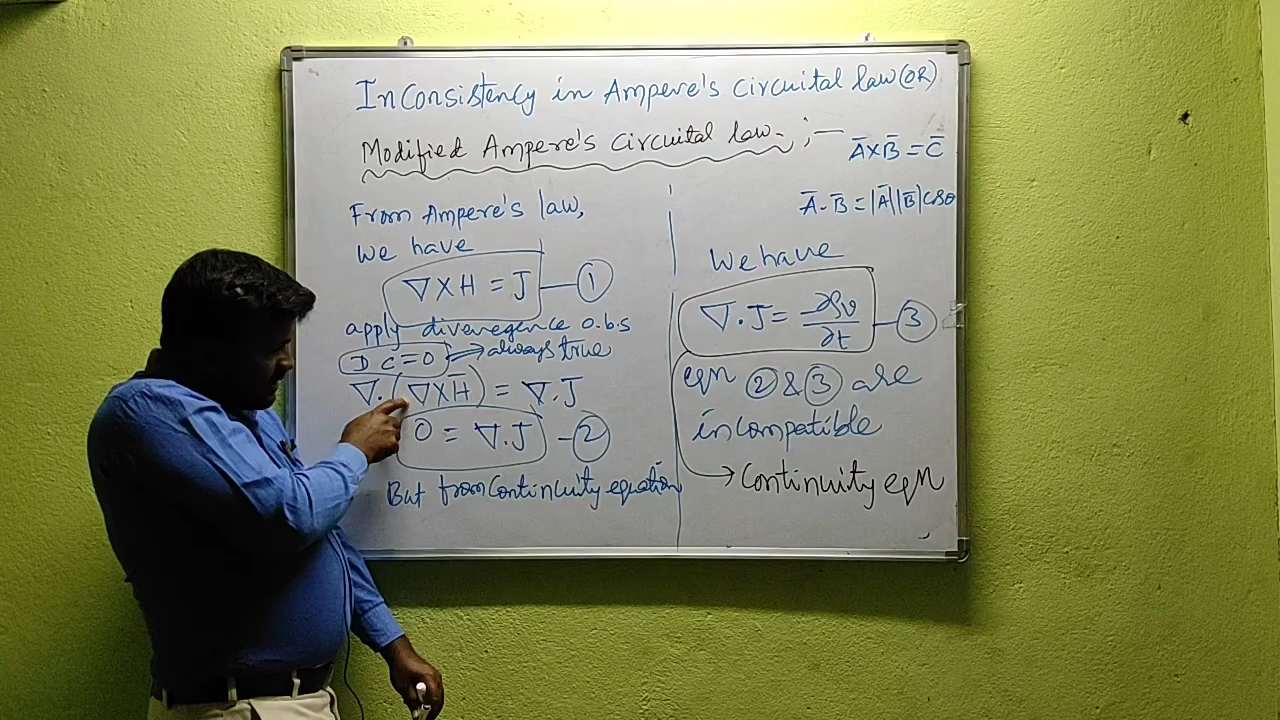 Inconsistency in Ampere's circuital law (OR)
Modified Ampere's circuital law- ;—
A̅ X B̅ = C̅
A̅ . B̅ = |A̅| |B̅| cosθ
From Ampere's law,
We have
∇ X H = J — ①
apply diveregence o.b.s
D C = 0 → always true
∇ . (∇ X H̅) = ∇ . J
0 = ∇ . J — ②
But from Continuity equation
We have
∇ . J = -∂ρv/∂t — ③
eqn ② & ③ are
incompatible
→ Continuity eqn